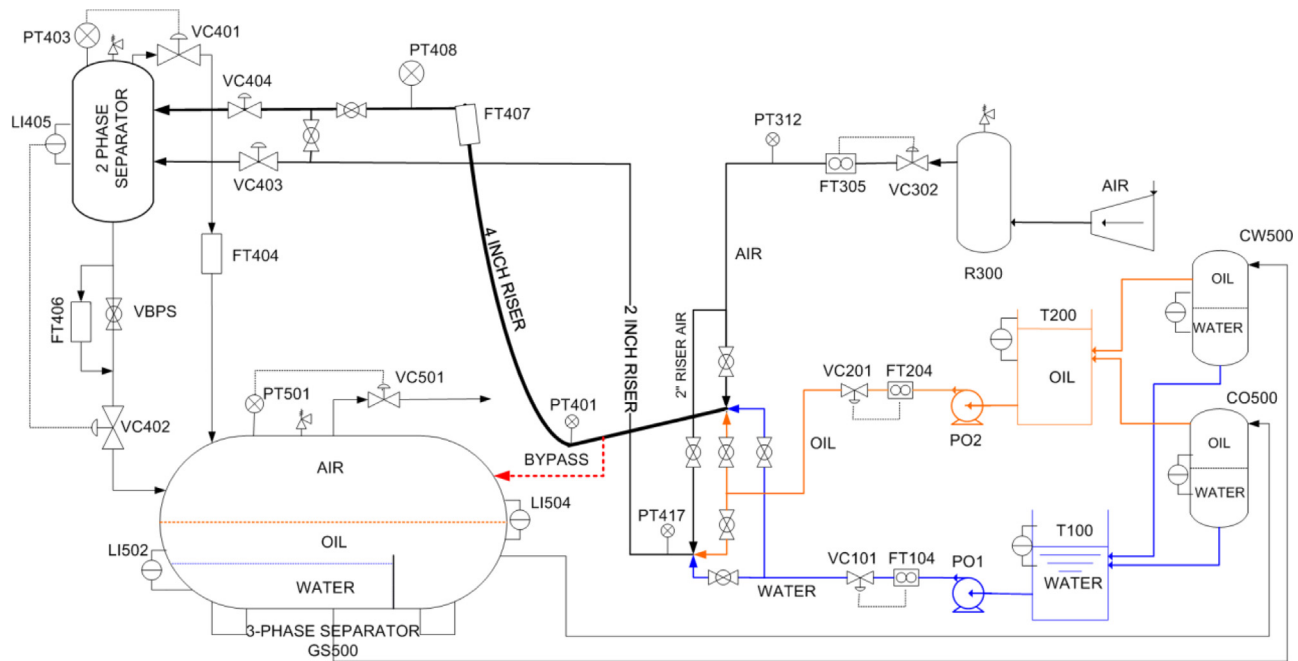 PT403
VC401
PT408
VC404
FT407
LI405
2 PHASE
SEPARATOR
VC403
PT312
FT305
VC302
AIR
R300
CW500
OIL
WATER
FT404
4 INCH RISER
2 INCH RISER
AIR
2" RISER AIR
FT406
VBPS
T200
OIL
VC201
FT204
PO2
CO500
OIL
WATER
PT501
VC501
VC402
PT401
BYPASS
OIL
AIR
LI504
PT417
OIL
LI502
WATER
VC101
FT104
PO1
T100
WATER
WATER
3-PHASE SEPARATOR
GS500